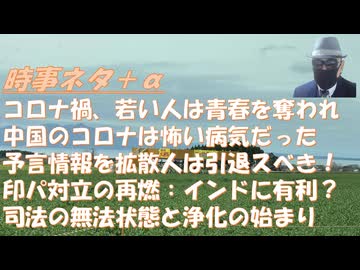 時事ネタ＋α
コロナ禍、若い人は青春を奪われ
中国のコロナは怖い病気だった
予言情報を拡散人は引退スべき！
印パ対立の再燃：インドに有利？
司法の無法状態と浄化の始まり